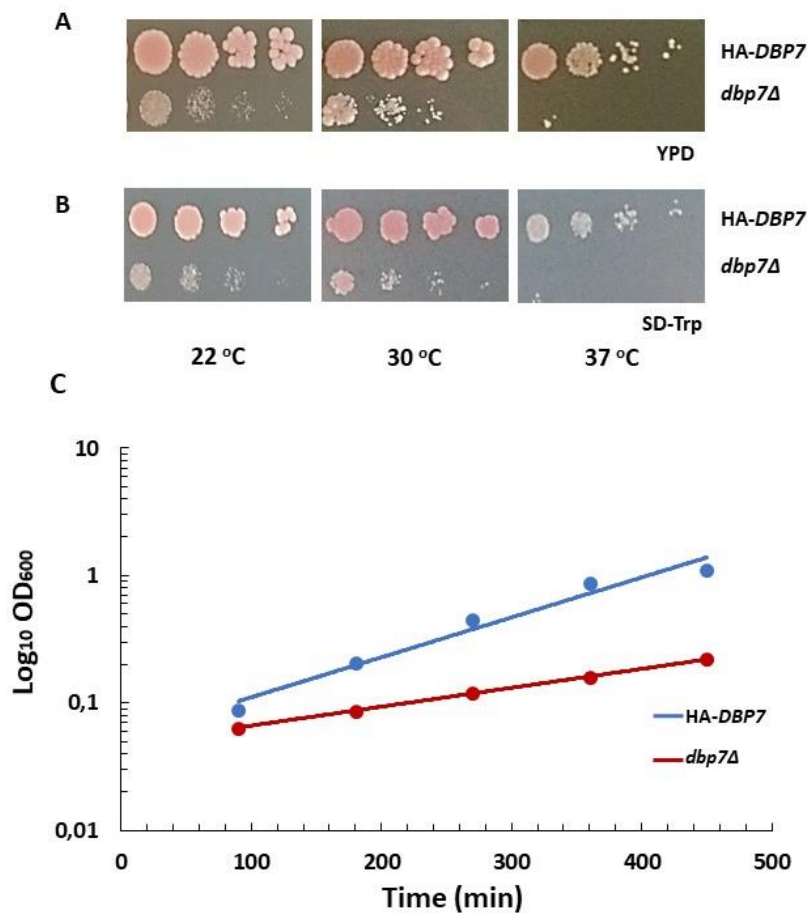 A
HA-DBP7
dbp7Δ
YPD
B
HA-DBP7
dbp7Δ
SD-Trp
22 °C
30 °C
37 °C
C
10
1
0,1
0,01
Log10 OD600
HA-DBP7
dbp7Δ
0
100
200
300
400
500
Time (min)